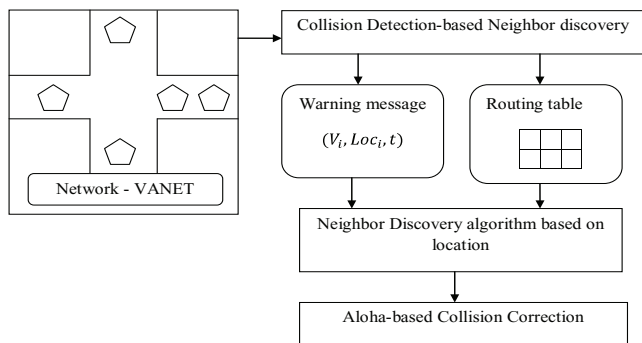 Collision Detection-based Neighbor discovery
Warning message
(V_i, Loc_i, t)
Routing table
Network - VANET
Neighbor Discovery algorithm based on
location
Aloha-based Collision Correction